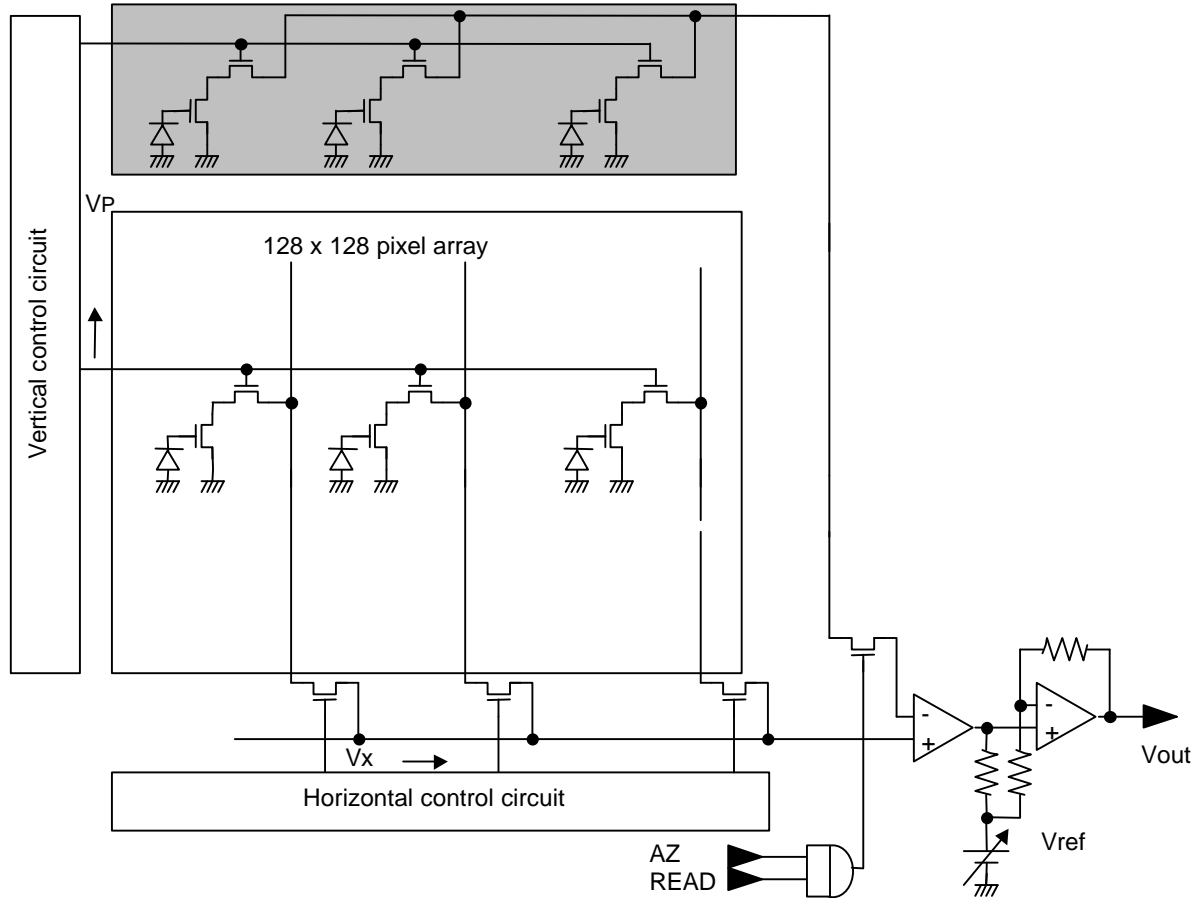 VP
128 x 128 pixel array
Vertical control circuit
-
+
-
+
Vout
Vx
Horizontal control circuit
Vref
AZ
READ